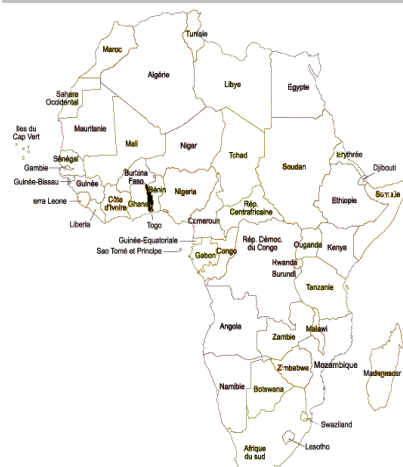 Tunisie
Maroc
Algérie
Libye
Egypte
Sahara
Occidental
Iles du
Cap Vert
Mauritanie
Mali
Niger
Tchad
Soudan
Erythrée
Djibouti
Sénégal
Gambie
Guinée-Bissau
Guinée
Burkina
Faso
Bénin
Nigeria
Ethiopie
Somalie
erra Leone
Côte
d'Ivoire
Ghana
Liberia
Togo
Cameroun
Rép.
Centrafricaine
Guinée-Equatoriale
Sao Tomé et Principe
Gabon
Congo
Rép. Démoc.
du Congo
Ouganda
Kenya
Rwanda
Burundi
Tanzanie
Angola
Zambie
Malawi
Mozambique
Zimbabwe
Madagascar
Namibie
Botswana
Swaziland
Lesotho
Afrique
du sud